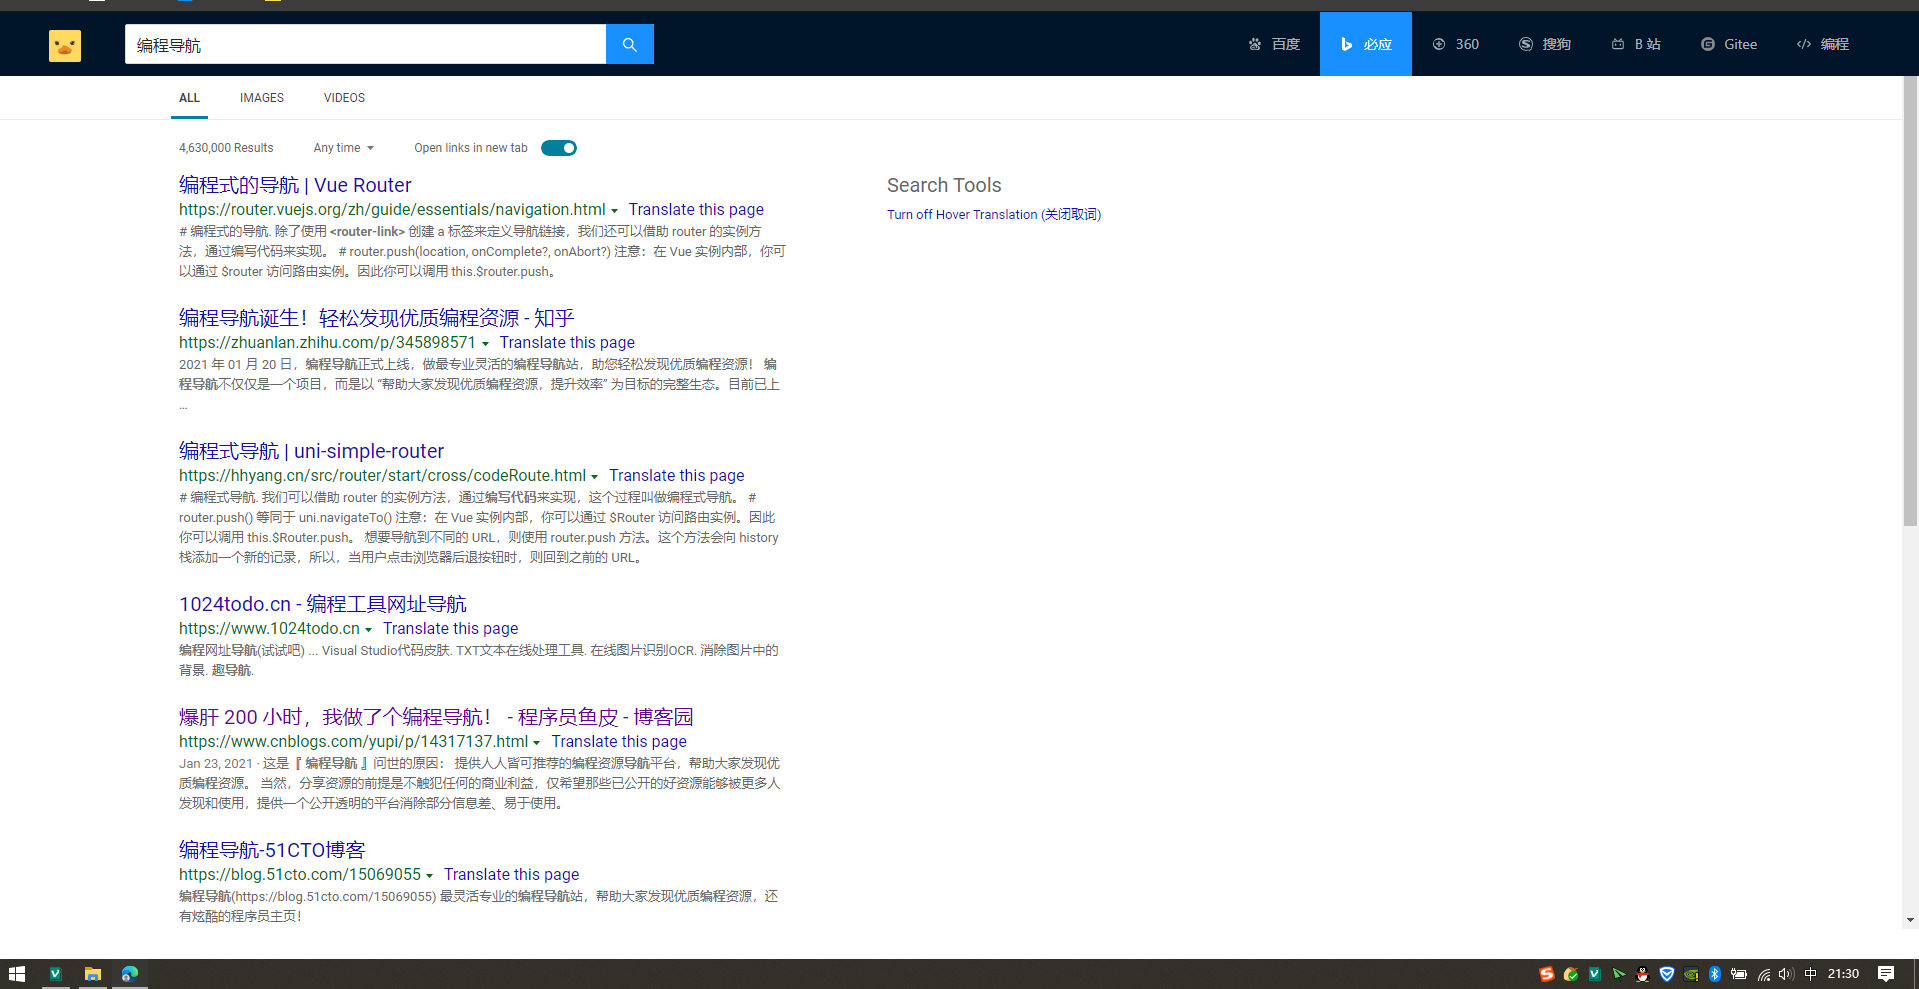 编程导航
百度
必应
360
搜狗
B 站
Gitee
编程
ALL
IMAGES
VIDEOS
4,630,000 Results
Any time
Open links in new tab
编程式的导航 | Vue Router
https://router.vuejs.org/zh/guide/essentials/navigation.html Translate this page
# 编程式的导航. 除了使用 <router-link> 创建 a 标签来定义导航链接，我们还可以借助 router 的实例方
法，通过编写代码来实现。 # router.push(location, onComplete?, onAbort?) 注意：在 Vue 实例内部，你可
以通过 $router 访问路由实例。因此你可以调用 this.$router.push。
Search Tools
Turn off Hover Translation (关闭取词)
编程导航诞生！轻松发现优质编程资源 - 知乎
https://zhuanlan.zhihu.com/p/345898571 Translate this page
2021 年 01 月 20 日，编程导航正式上线，做最专业灵活的编程导航站，助您轻松发现优质编程资源！ 编
程导航不仅仅是一个项目，而是以 “帮助大家发现优质编程资源，提升效率” 为目标的完整生态。目前已上
...
编程式导航 | uni-simple-router
https://hhyang.cn/src/router/start/cross/codeRoute.html Translate this page
# 编程式导航. 我们可以借助 router 的实例方法，通过编写代码来实现，这个过程叫做编程式导航。 #
router.push() 等同于 uni.navigateTo() 注意：在 Vue 实例内部，你可以通过 $Router 访问路由实例。因此
你可以调用 this.$Router.push。 想要导航到不同的 URL，则使用 router.push 方法。这个方法会向 history
栈添加一个新的记录，所以，当用户点击浏览器后退按钮时，则回到之前的 URL。
1024todo.cn - 编程工具网址导航
https://www.1024todo.cn Translate this page
编程网址导航(试试吧) ... Visual Studio代码皮肤. TXT文本在线处理工具. 在线图片识别OCR. 消除图片中的
背景. 趣导航.
爆肝 200 小时，我做了个编程导航！ - 程序员鱼皮 - 博客园
https://www.cnblogs.com/yupi/p/14317137.html Translate this page
Jan 23, 2021 · 这是『 编程导航 』问世的原因： 提供人人皆可推荐的编程资源导航平台，帮助大家发现优
质编程资源。 当然，分享资源的前提是不触犯任何的商业利益，仅希望那些已公开的好资源能够被更多人
发现和使用，提供一个公开透明的平台消除部分信息差、易于使用。
编程导航-51CTO博客
https://blog.51cto.com/15069055 Translate this page
编程导航(https://blog.51cto.com/15069055) 最灵活专业的编程导航站，帮助大家发现优质编程资源，还
有炫酷的程序员主页！
中
21:30